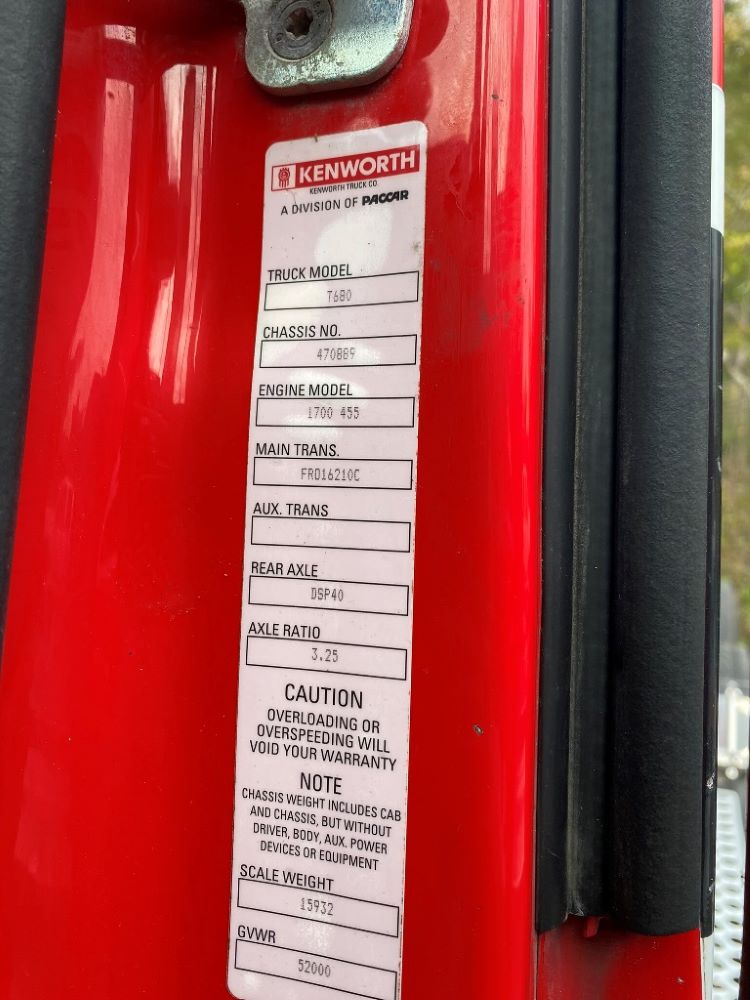 KENWORTH
KENWORTH TRUCK CO.
A DIVISION OF PACCAR
TRUCK MODEL
T680
CHASSIS NO.
470889
ENGINE MODEL
1700 455
MAIN TRANS.
FRO16210C
AUX. TRANS
REAR AXLE
DSP40
AXLE RATIO
3.25
CAUTION
OVERLOADING OR
OVERSPEEDING WILL
VOID YOUR WARRANTY
NOTE
CHASSIS WEIGHT INCLUDES CAB
AND CHASSIS, BUT WITHOUT
DRIVER, BODY, AUX. POWER
DEVICES OR EQUIPMENT
SCALE WEIGHT
15932
GVWR
52000